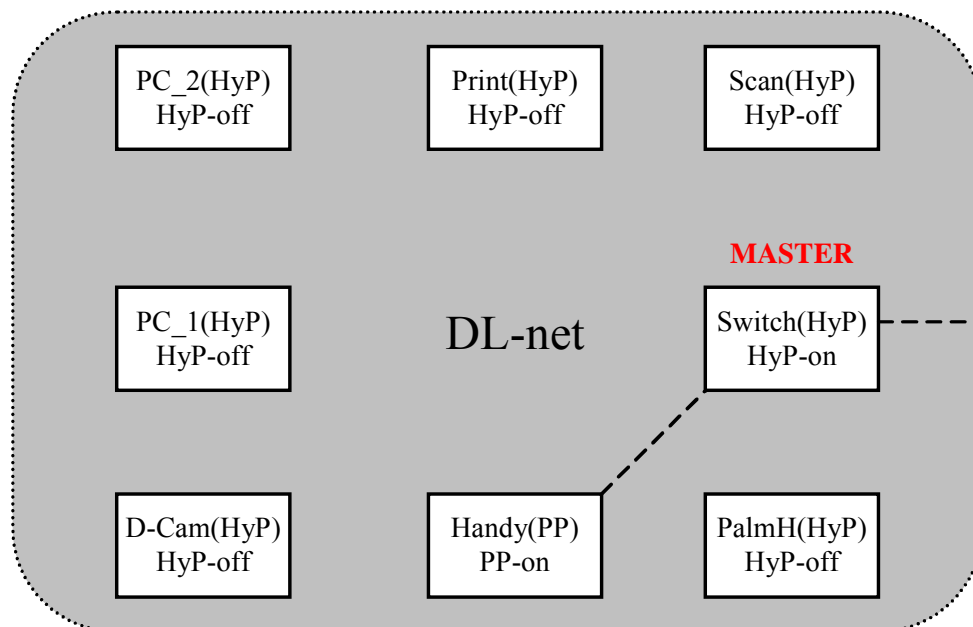 PC_2(HyP)
HyP-off
Print(HyP)
HyP-off
Scan(HyP)
HyP-off
MASTER
PC_1(HyP)
HyP-off
DL-net
Switch(HyP)
HyP-on
D-Cam(HyP)
HyP-off
Handy(PP)
PP-on
PalmH(HyP)
HyP-off